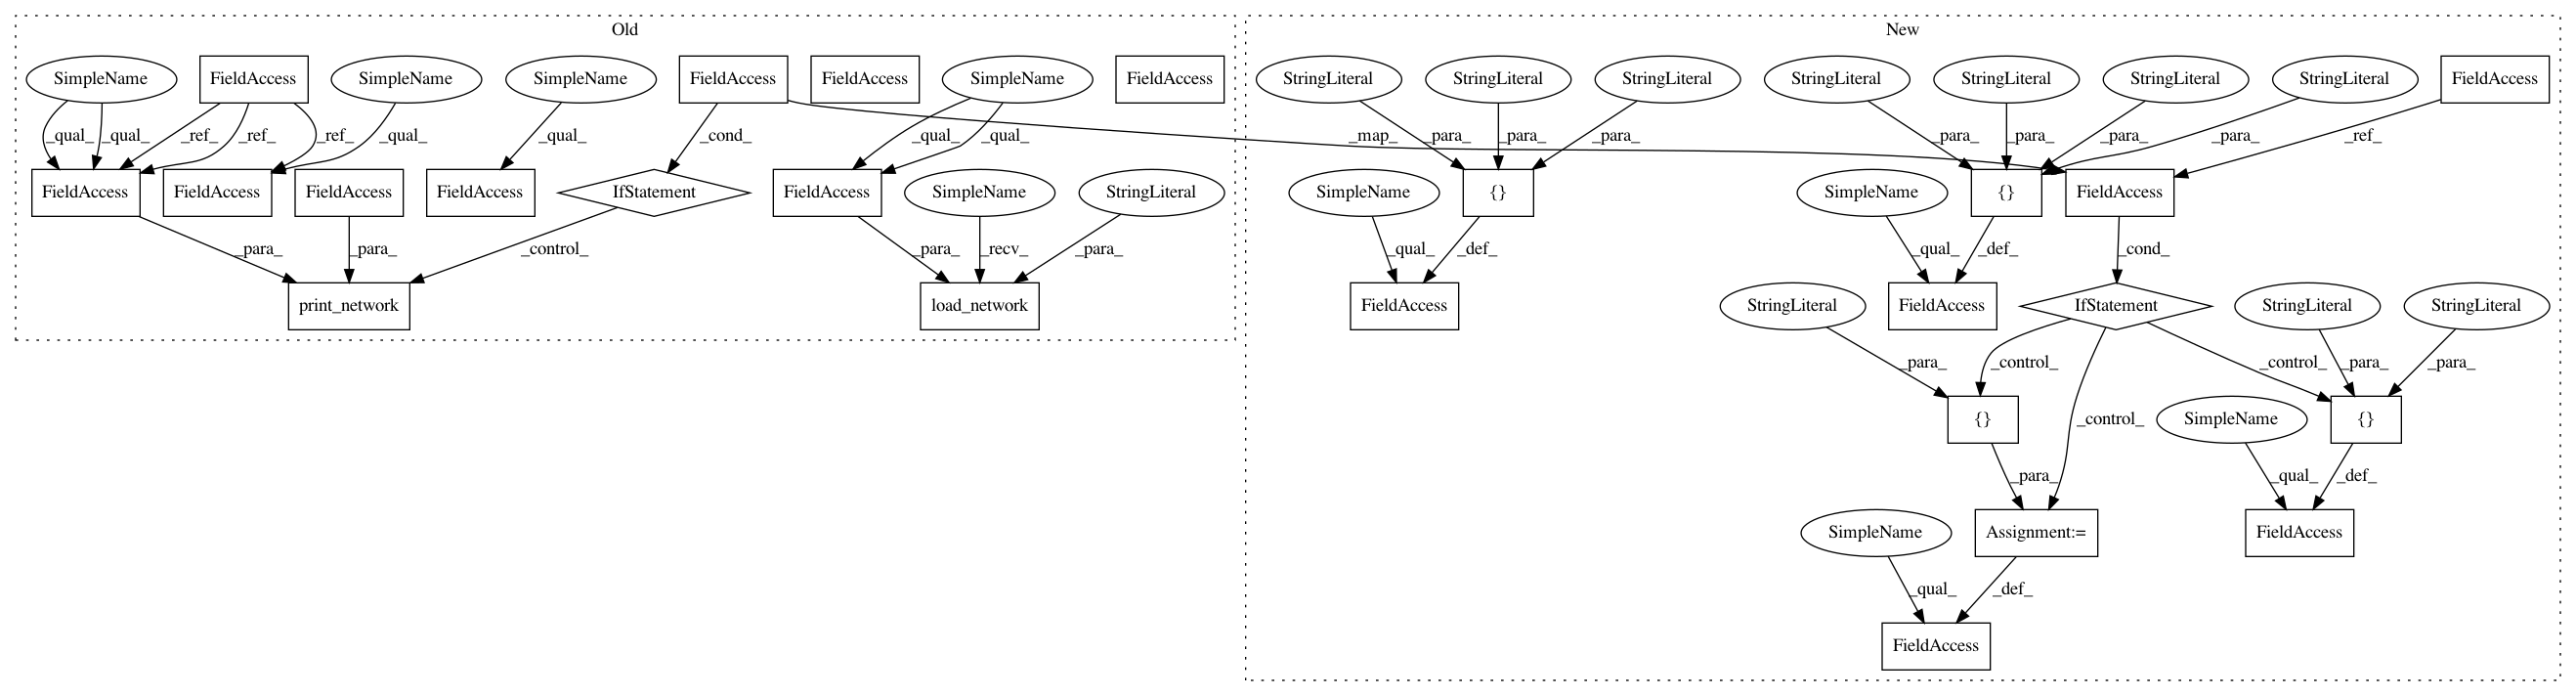 Old
New
SimpleName
FieldAccess
SimpleName
SimpleName
FieldAccess
FieldAccess
SimpleName
FieldAccess
StringLiteral
StringLiteral
StringLiteral
StringLiteral
StringLiteral
StringLiteral
StringLiteral
FieldAccess
_qual_
_qual_
_ref_
_ref_
_ref_
_qual_
_qual_
_cond_
_qual_
_qual_
_map_
_para_
_para_
_para_
_para_
_para_
_para_
_para_
_ref_
FieldAccess
FieldAccess
FieldAccess
FieldAccess
IfStatement
FieldAccess
SimpleName
StringLiteral
SimpleName
{}
SimpleName
{}
FieldAccess
_para_
_para_
_control_
_para_
_recv_
_para_
_qual_
_def_
_qual_
_def_
_cond_
print_network
load_network
FieldAccess
StringLiteral
FieldAccess
IfStatement
StringLiteral
StringLiteral
_para_
_control_
_control_
_para_
_para_
{}
_control_
SimpleName
{}
_para_
_qual_
_def_
SimpleName
Assignment:=
FieldAccess
_qual_
_def_
FieldAccess